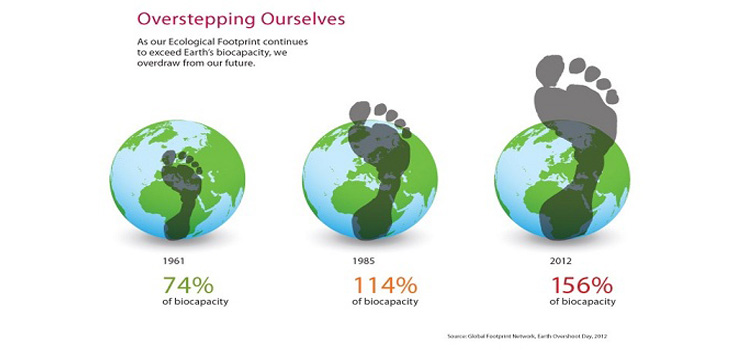 Overstepping Ourselves
As our Ecological Footprint continues
to exceed Earth's biocapacity, we
overdraw from our future.
1961
74%
of biocapacity
1985
114%
of biocapacity
2012
156%
of biocapacity
Source: Global Footprint Network, Earth Overshoot Day, 2012